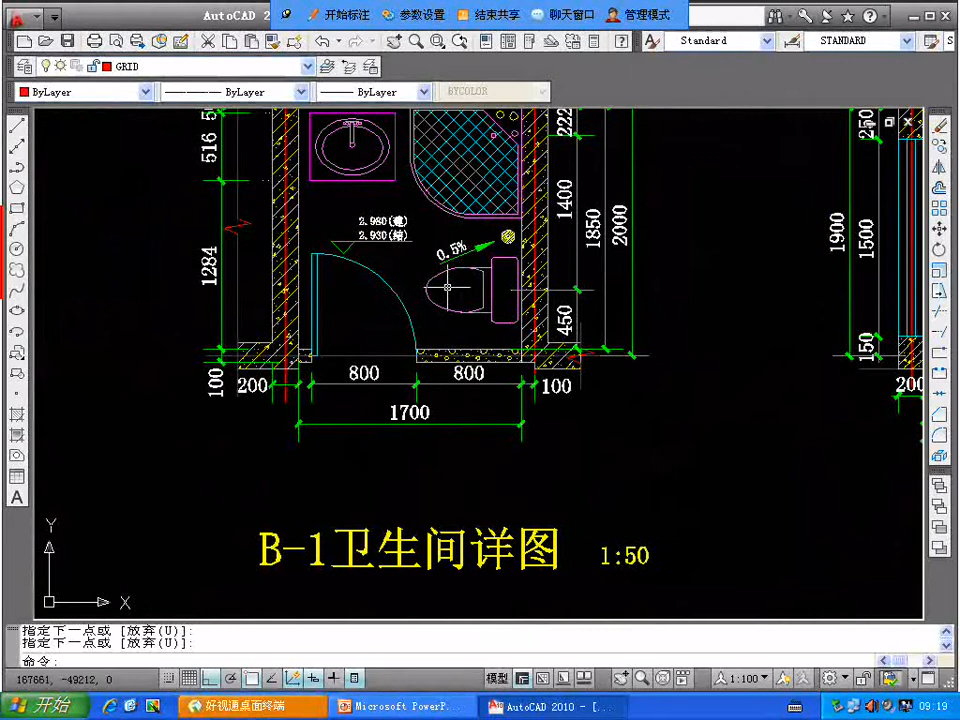 AutoCAD 2
开始标注
参数设置
结束共享
聊天窗口
管理模式
Standard
STANDARD
S
GRID
ByLayer
ByLayer
ByLayer
BYCOLOR
516
222
250
2.980(建)
2.930(结)
0.5%
1284
1400
1850
2000
450
1900
1500
150
100
200
800
800
100
200
1700
B-1卫生间详图 1:50
Y
X
指定下一点或 [放弃(U)]:
指定下一点或 [放弃(U)]:
命令:
167661, -49212, 0
模型
1:100
开始
好视通桌面终端
Microsoft PowerP...
AutoCAD 2010 - [...
09:19